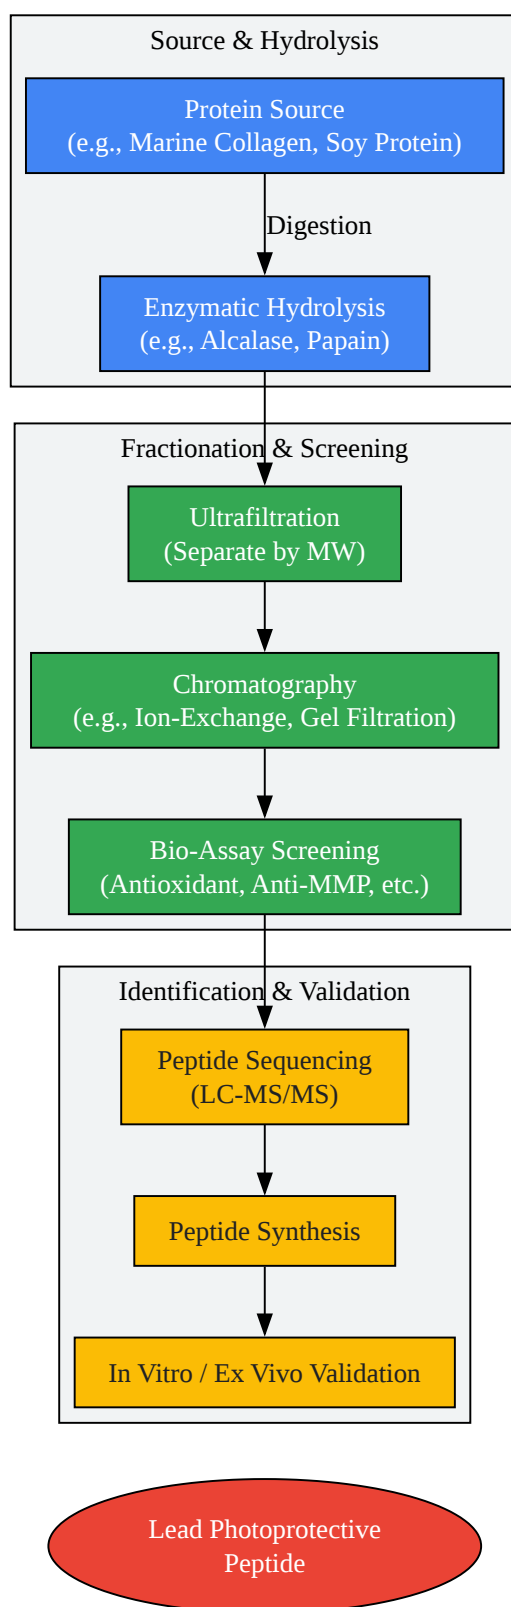 Source & Hydrolysis
Protein Source
(e.g., Marine Collagen, Soy Protein)
Digestion
Enzymatic Hydrolysis
(e.g., Alcalase, Papain)
Fractionation & Screening
Ultrafiltration
(Separate by MW)
Chromatography
(e.g., Ion-Exchange, Gel Filtration)
Bio-Assay Screening
(Antioxidant, Anti-MMP, etc.)
Identification & Validation
Peptide Sequencing
(LC-MS/MS)
Peptide Synthesis
In Vitro / Ex Vivo Validation
Lead Photoprotective
Peptide